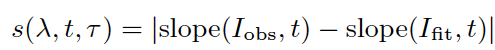 s(λ, t, τ) = |slope(I_obs, t) − slope(I_fit, t)|